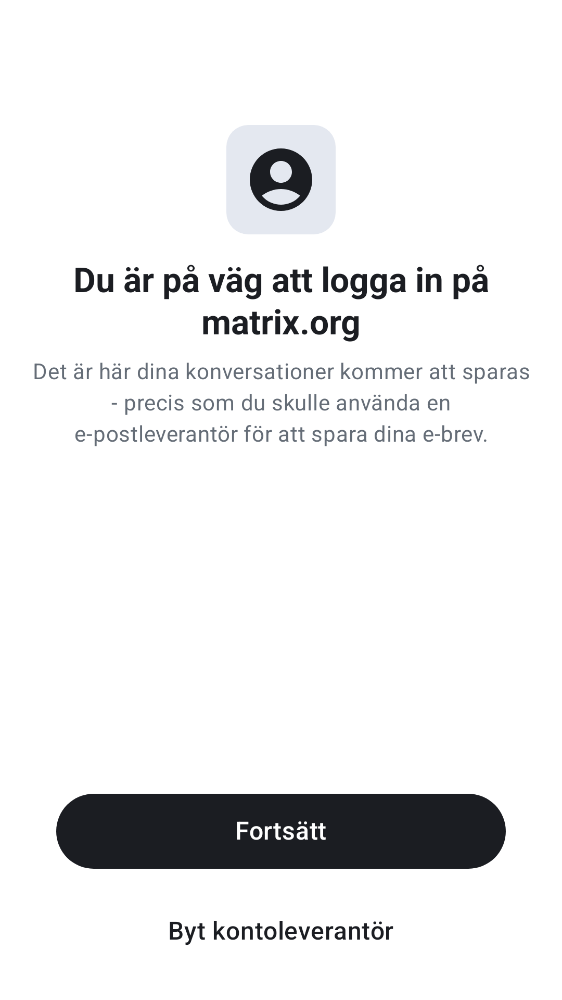 Du är på väg att logga in på
matrix.org
Det är här dina konversationer kommer att sparas
- precis som du skulle använda en
e-postleverantör för att spara dina e-brev.
Fortsätt
Byt kontoleverantör